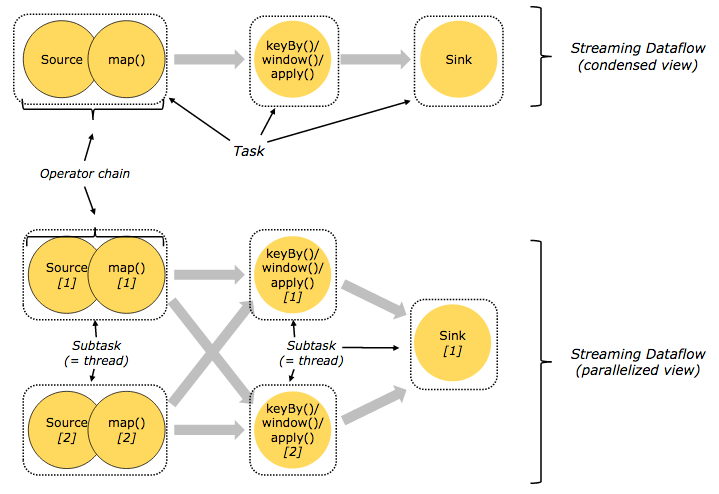 Source
map()
keyBy()/
window()/
apply()
Sink
Streaming Dataflow
(condensed view)
Task
Operator chain
Source
[1]
map()
[1]
keyBy()/
window()/
apply()
[1]
Sink
[1]
Subtask
(= thread)
Subtask
(= thread)
Streaming Dataflow
(parallelized view)
Source
[2]
map()
[2]
keyBy()/
window()/
apply()
[2]